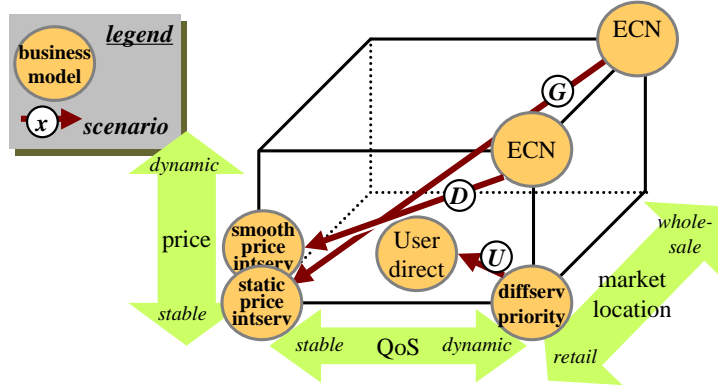 legend
business
model
x
scenario
ECN
G
ECN
D
dynamic
price
stable
smooth
price
intserv
static
price
intserv
User
direct
U
diffserv
priority
whole-
sale
market
location
retail
stable
QoS
dynamic